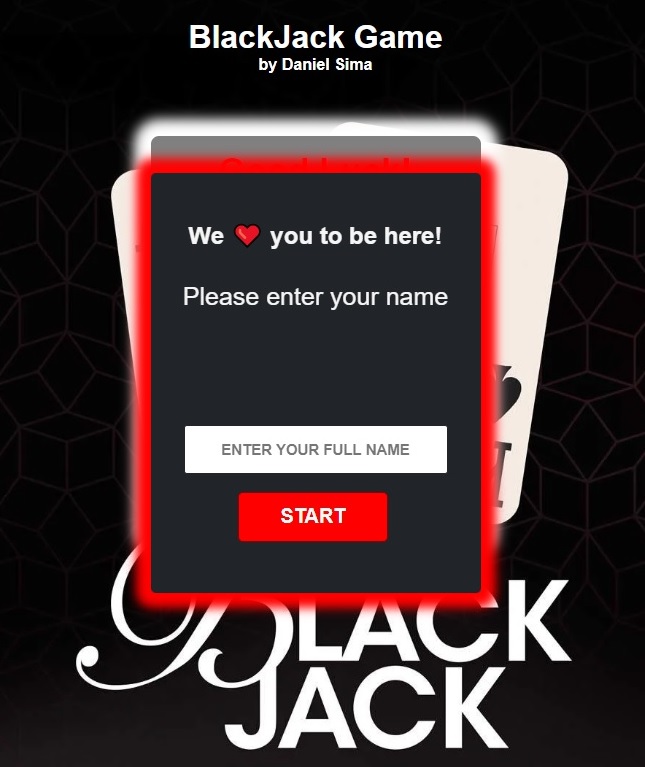 BlackJack Game
by Daniel Sima
We ❤️ you to be here!
Please enter your name
ENTER YOUR FULL NAME
START
BLACK
JACK